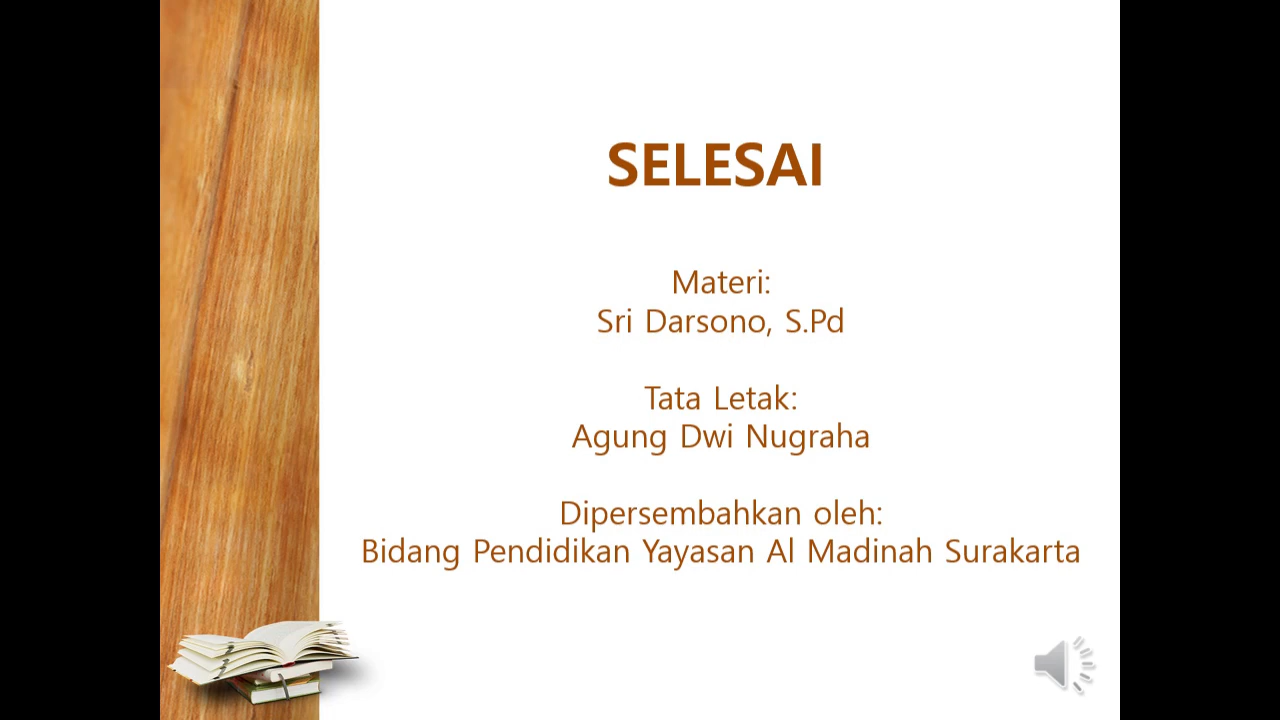 SELESAI
Materi:
Sri Darsono, S.Pd
Tata Letak:
Agung Dwi Nugraha
Dipersembahkan oleh:
Bidang Pendidikan Yayasan Al Madinah Surakarta